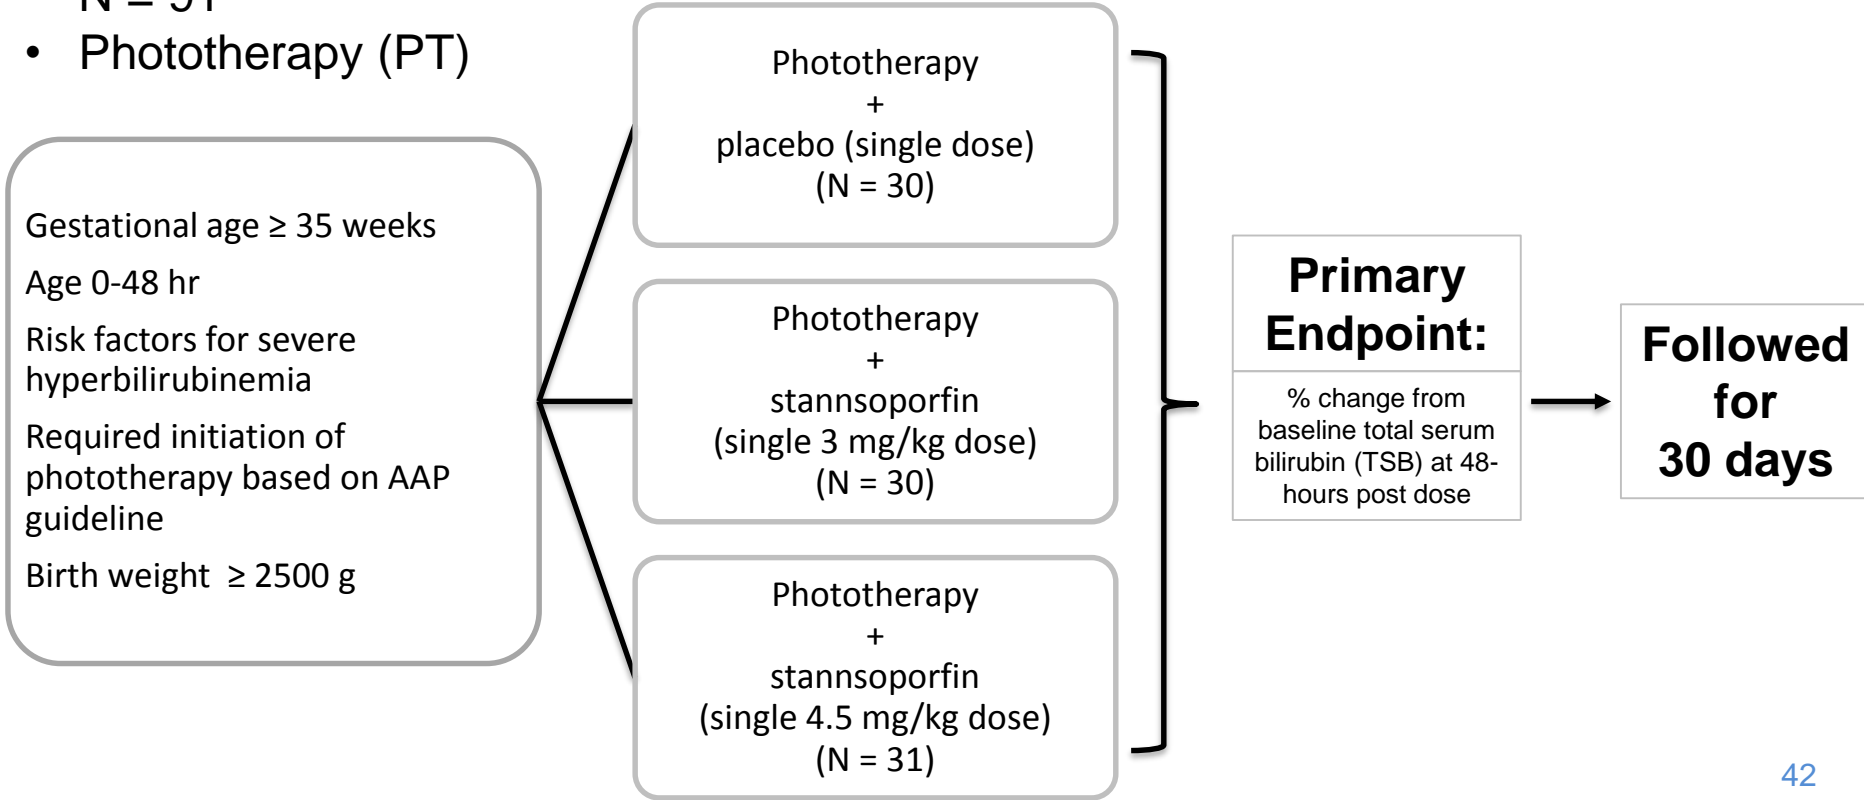 N = 91
• Phototherapy (PT)
Gestational age ≥ 35 weeks
Age 0-48 hr
Risk factors for severe
hyperbilirubinemia
Required initiation of
phototherapy based on AAP
guideline
Birth weight ≥ 2500 g
Phototherapy
+
placebo (single dose)
(N = 30)
Phototherapy
+
stannsoporfin
(single 3 mg/kg dose)
(N = 30)
Phototherapy
+
stannsoporfin
(single 4.5 mg/kg dose)
(N = 31)
Primary
Endpoint:
% change from
baseline total serum
bilirubin (TSB) at 48-
hours post dose
Followed
for
30 days
42